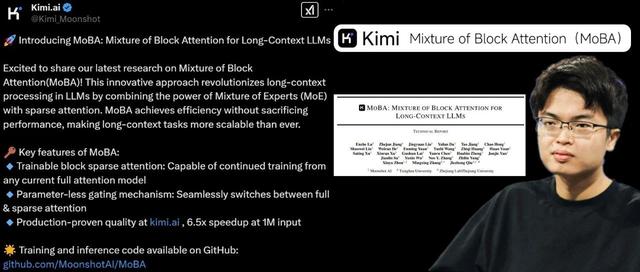 Kimi.ai
@Kimi_Moonshot
🚀 Introducing MoBA: Mixture of Block Attention for Long-Context LLMs
Excited to share our latest research on Mixture of Block
Attention(MoBA)! This innovative approach revolutionizes long-context
processing in LLMs by combining the power of Mixture of Experts (MoE)
with sparse attention. MoBA achieves efficiency without sacrificing
performance, making long-context tasks more scalable than ever.
🔑 Key features of MoBA:
🔹 Trainable block sparse attention: Capable of continued training from
any current full attention model
🔹 Parameter-less gating mechanism: Seamlessly switches between full
& sparse attention
🔹 Production-proven quality at kimi.ai , 6.5x speedup at 1M input
🌟 Training and inference code available on GitHub:
github.com/MoonshotAI/MoBA
Kimi Mixture of Block Attention（MoBA）
MOBA: MIXTURE OF BLOCK ATTENTION FOR
LONG-CONTEXT LLMS
TECHNICAL REPORT